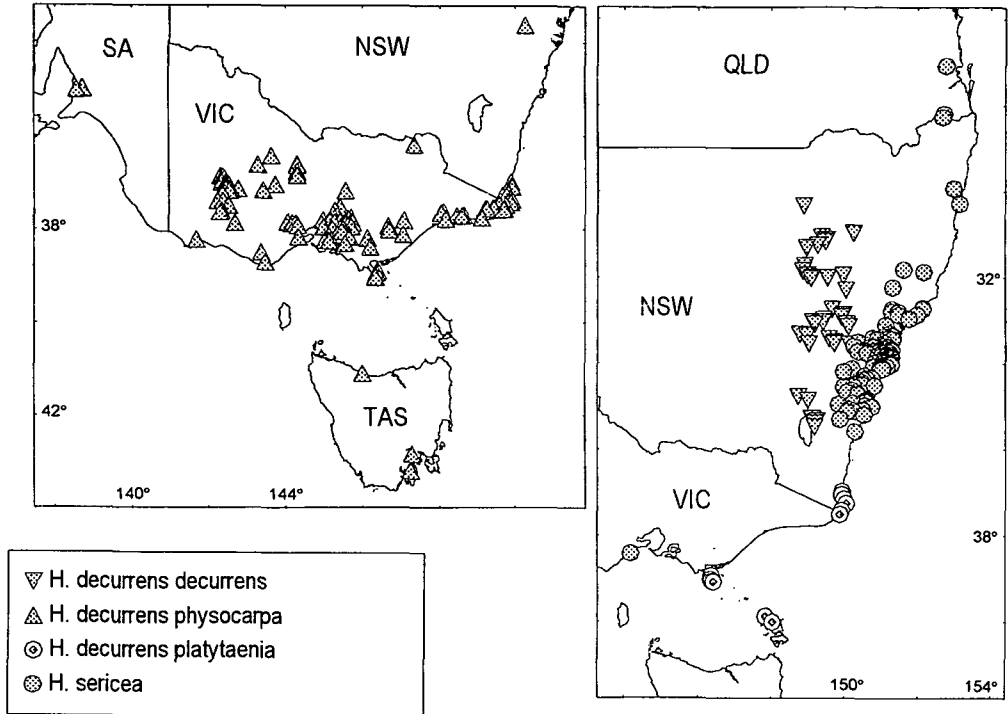 SA
NSW
VIC
38°
42°
TAS
140°
144°
QLD
32°
NSW
VIC
38°
150°
154°
H. decurrens decurrens
H. decurrens physocarpa
H. decurrens platytaenia
H. sericea